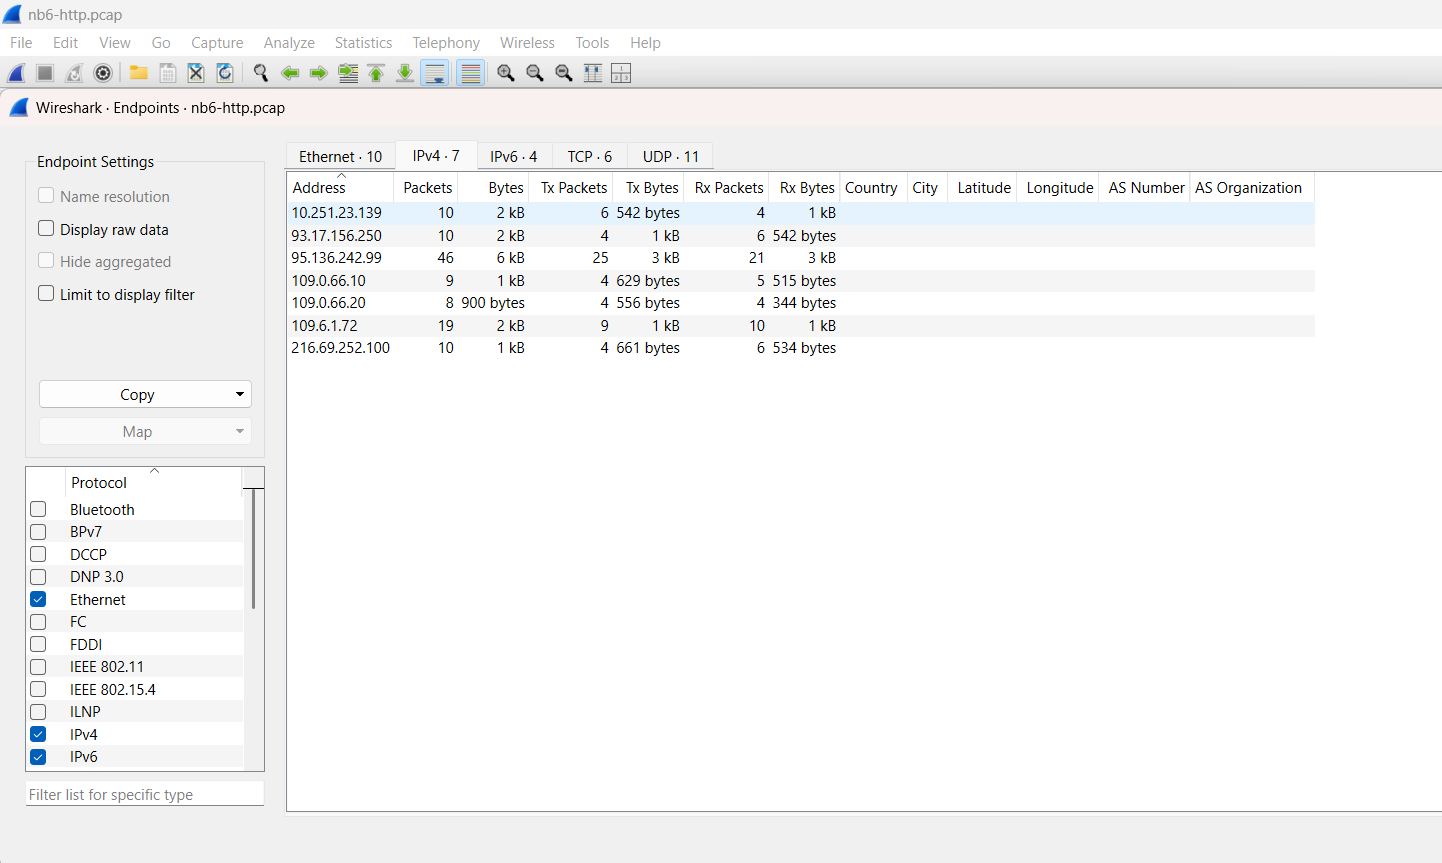 nb6-http.pcap
File Edit View Go Capture Analyze Statistics Telephony Wireless Tools Help
Wireshark · Endpoints · nb6-http.pcap
Endpoint Settings
Name resolution
Display raw data
Hide aggregated
Limit to display filter
Copy
Map
Protocol
Bluetooth
BPv7
DCCP
DNP 3.0
Ethernet
FC
FDDI
IEEE 802.11
IEEE 802.15.4
ILNP
IPv4
IPv6
Filter list for specific type
Ethernet · 10 IPv4 · 7 IPv6 · 4 TCP · 6 UDP · 11
Address Packets Bytes Tx Packets Tx Bytes Rx Packets Rx Bytes Country City Latitude Longitude AS Number AS Organization
10.251.23.139 10 2 kB 6 542 bytes 4 1 kB
93.17.156.250 10 2 kB 4 1 kB 6 542 bytes
95.136.242.99 46 6 kB 25 3 kB 21 3 kB
109.0.66.10 9 1 kB 4 629 bytes 5 515 bytes
109.0.66.20 8 900 bytes 4 556 bytes 4 344 bytes
109.6.1.72 19 2 kB 9 1 kB 10 1 kB
216.69.252.100 10 1 kB 4 661 bytes 6 534 bytes